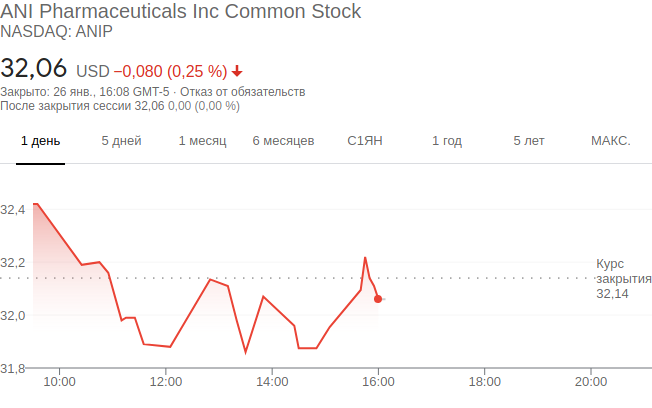 ANI Pharmaceuticals Inc Common Stock
NASDAQ: ANIP
32,06 USD −0,080 (0,25 %)
Закрыто: 26 янв., 16:08 GMT-5 · Отказ от обязательств
После закрытия сессии 32,06 0,00 (0,00 %)
1 день 5 дней 1 месяц 6 месяцев С1ЯН 1 год 5 лет МАКС.
32,4
32,2
Курс
закрытия
32,14
32,0
31,8
10:00 12:00 14:00 16:00 18:00 20:00